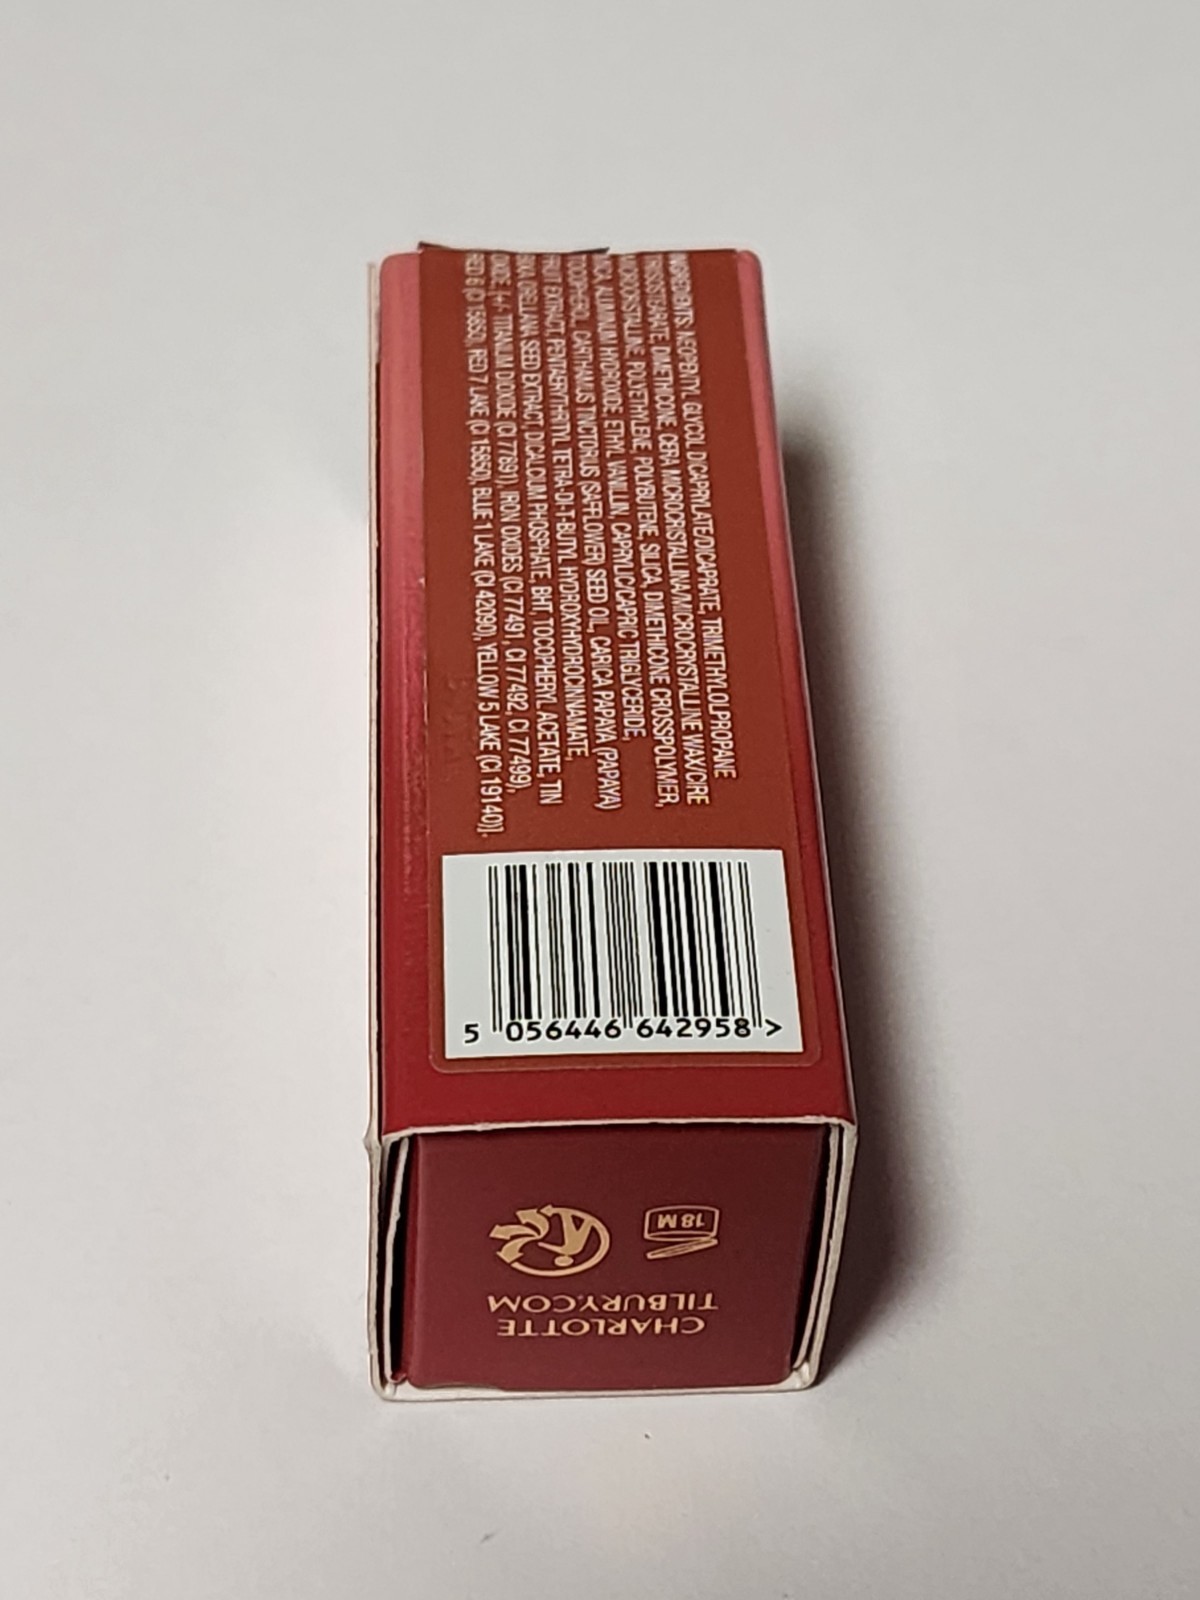 INGREDIENTS: NEOPENTYL GLYCOL DICAPRYLATE/DICAPRATE, TRIMETHYLOLPROPANE
TRIISOSTEARATE, DIMETHICONE, CERA MICROCRISTALLINA/MICROCRYSTALLINE WAX/CIRE
MICROCRISTALLINE, POLYETHYLENE, POLYBUTENE, SILICA, DIMETHICONE CROSSPOLYMER,
MICA, ALUMINUM HYDROXIDE, ETHYL VANILLIN, CAPRYLIC/CAPRIC TRIGLYCERIDE,
TOCOPHEROL, CARTHAMUS TINCTORIUS (SAFFLOWER) SEED OIL, CARICA PAPAYA (PAPAYA)
FRUIT EXTRACT, PENTAERYTHRITYL TETRA-DI-T-BUTYL HYDROXYHYDROCINNAMATE,
BIXA ORELLANA SEED EXTRACT, DICALCIUM PHOSPHATE, BHT, TOCOPHERYL ACETATE, TIN
OXIDE, [+/- TITANIUM DIOXIDE (CI 77891), IRON OXIDES (CI 77491, CI 77492, CI 77499),
RED 6 (CI 15850), RED 7 LAKE (CI 15850), BLUE 1 LAKE (CI 42090), YELLOW 5 LAKE (CI 19140)].
5 056446 642958 >
18 M
CHARLOTTE
TILBURY.COM